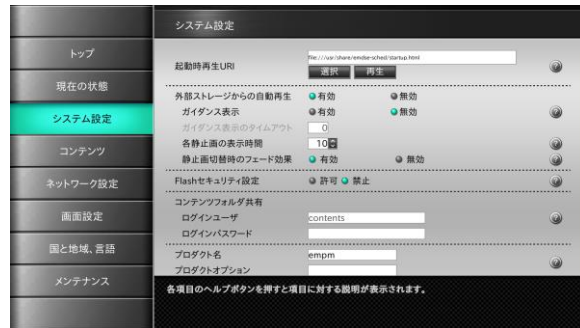 システム設定
トップ
現在の状態
システム設定
コンテンツ
ネットワーク設定
画面設定
国と地域、言語
メンテナンス
起動時再生URI
file:///usr/share/emdse-sched/startup.html
選択 再生
外部ストレージからの自動再生 有効 無効
ガイダンス表示 有効 無効
ガイダンス表示のタイムアウト 0
各静止画の表示時間 10
静止画切替時のフェード効果 有効 無効
Flashセキュリティ設定 許可 禁止
コンテンツフォルダ共有
ログインユーザ contents
ログインパスワード
プロダクト名 empm
プロダクトオプション
各項目のヘルプボタンを押すと項目に対する説明が表示されます。